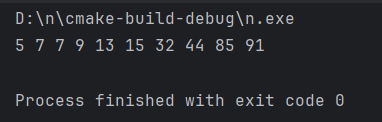 D:\n\cmake-build-debug\n.exe
5 7 7 9 13 15 32 44 85 91
Process finished with exit code 0